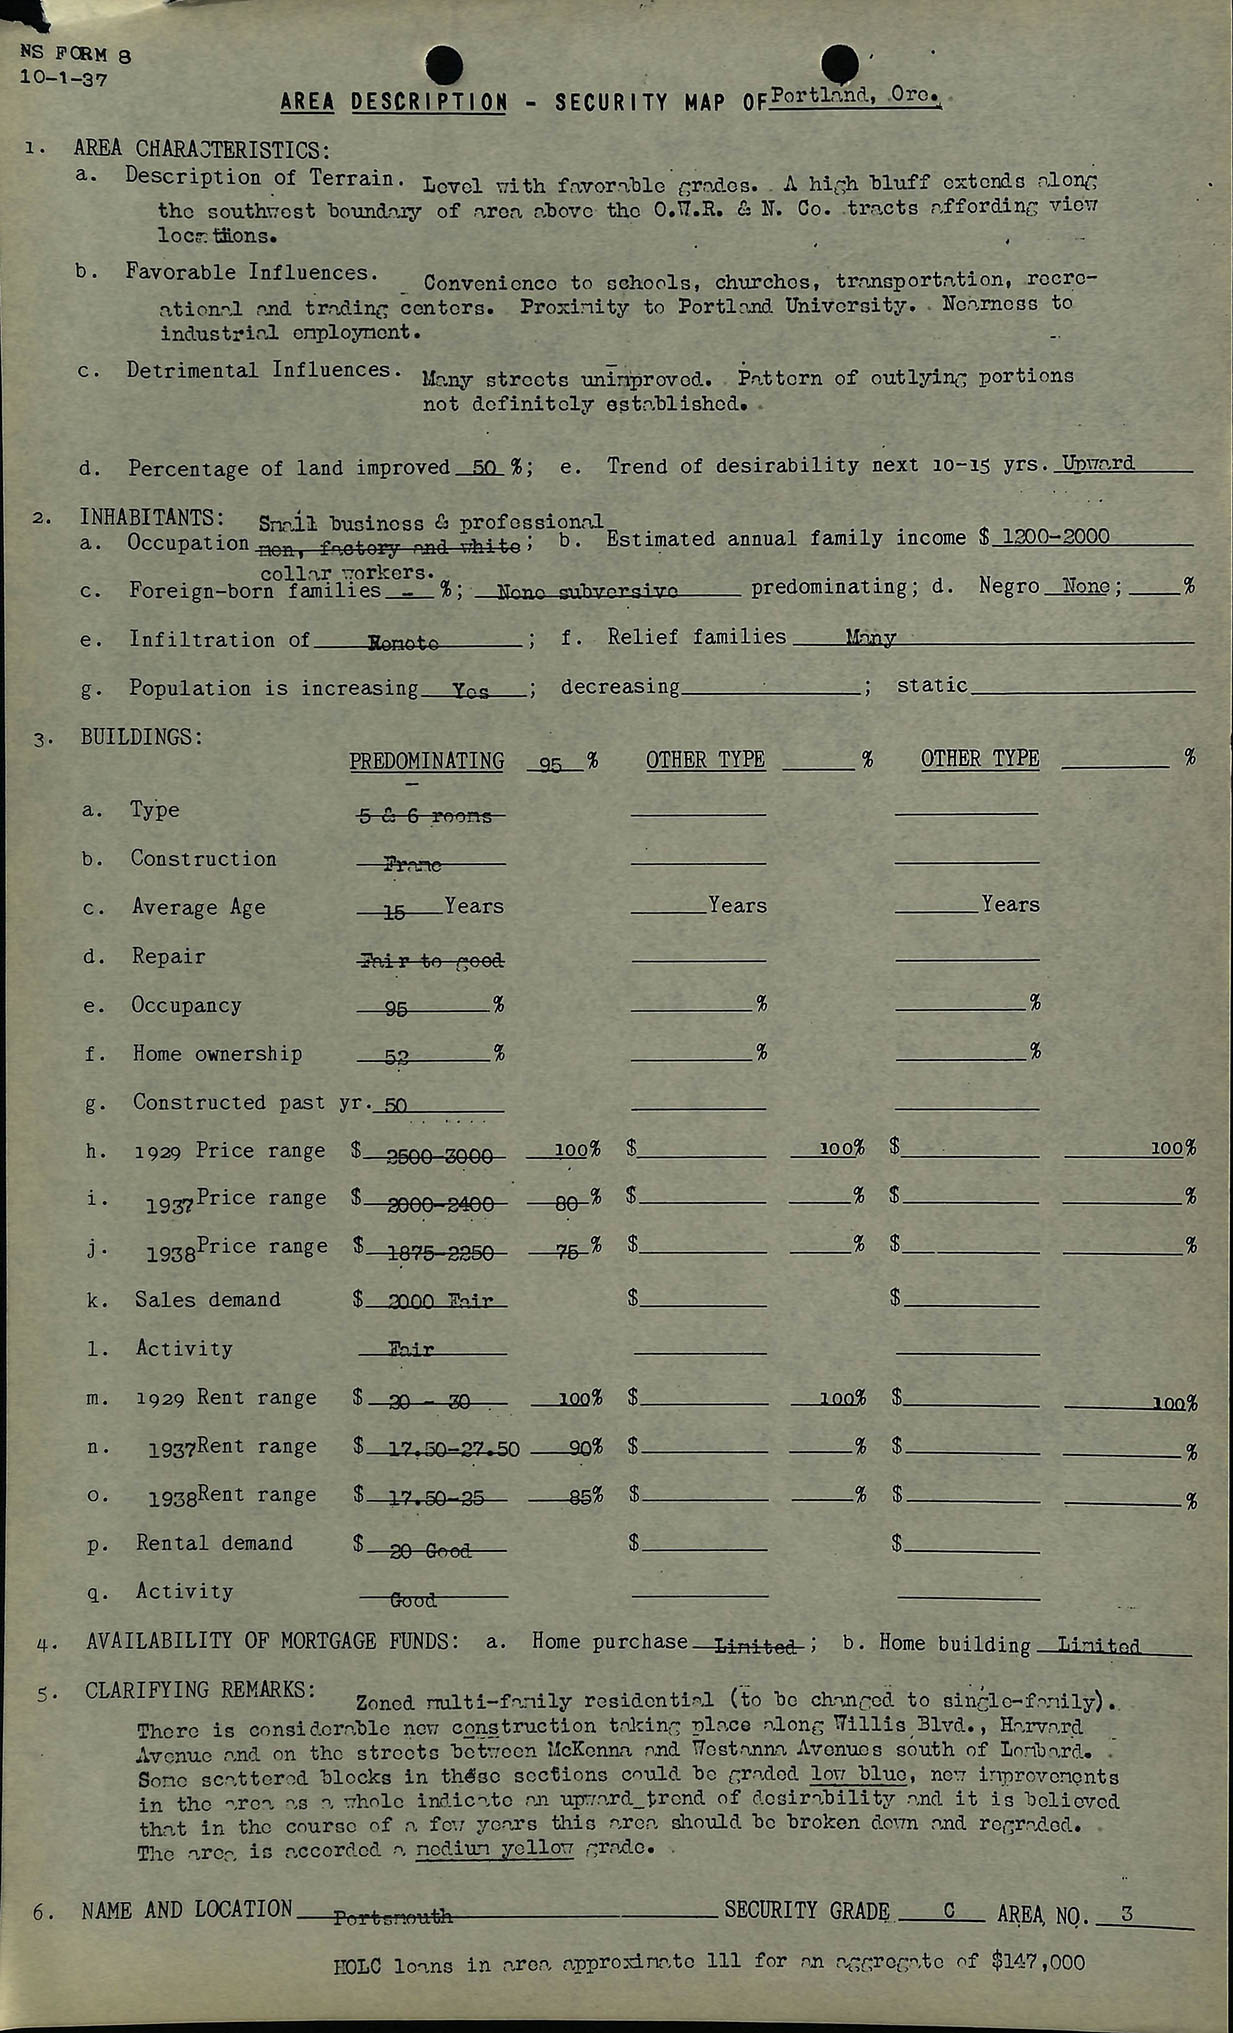 NS FORM 8
10-1-37
AREA DESCRIPTION - SECURITY MAP OF Portland, Ore.
1. AREA CHARACTERISTICS:
a. Description of Terrain. Level with favorable grades. A high bluff extends along
the southwest boundary of area above the O.W.R. & N. Co. tracts affording view
locations.
b. Favorable Influences. Convenience to schools, churches, transportation, recre-
ational and trading centers. Proximity to Portland University. Nearness to
industrial employment.
c. Detrimental Influences. Many streets unimproved. Pattern of outlying portions
not definitely established.
d. Percentage of land improved 50 %; e. Trend of desirability next 10-15 yrs. Upward
2. INHABITANTS: Small business & professional
a. Occupation men, factory and white; b. Estimated annual family income $ 1200-2000
collar workers.
c. Foreign-born families - %; None subversive predominating; d. Negro None; %
e. Infiltration of Remote; f. Relief families Many
g. Population is increasing Yes; decreasing ; static
3. BUILDINGS:
PREDOMINATING 95 % OTHER TYPE % OTHER TYPE %
a. Type 5 & 6 rooms
b. Construction Frame
c. Average Age 15 Years Years Years
d. Repair Fair to good
e. Occupancy 95 % % %
f. Home ownership 52 % % %
g. Constructed past yr. 50
h. 1929 Price range $ 2500-3000 100% $ 100% $ 100%
i. 1937 Price range $ 2000-2400 80 % $ % $ %
j. 1938 Price range $ 1875-2250 75 % $ % $ %
k. Sales demand $ 2000 Fair $ $
l. Activity Fair
m. 1929 Rent range $ 20 - 30 100% $ 100% $ 100%
n. 1937 Rent range $ 17.50-27.50 90% $ % $ %
o. 1938 Rent range $ 17.50-25 85% $ % $ %
p. Rental demand $ 20 Good $ $
q. Activity Good
4. AVAILABILITY OF MORTGAGE FUNDS: a. Home purchase Limited; b. Home building Limited
5. CLARIFYING REMARKS: Zoned multi-family residential (to be changed to single-family).
There is considerable new construction taking place along Willis Blvd., Harvard
Avenue and on the streets between McKenna and Westanna Avenues south of Lombard.
Some scattered blocks in these sections could be graded low blue, new improvements
in the area as a whole indicate an upward trend of desirability and it is believed
that in the course of a few years this area should be broken down and regraded.
The area is accorded a medium yellow grade.
6. NAME AND LOCATION Portsmouth SECURITY GRADE C AREA NO. 3
HOLC loans in area approximate 111 for an aggregate of $147,000